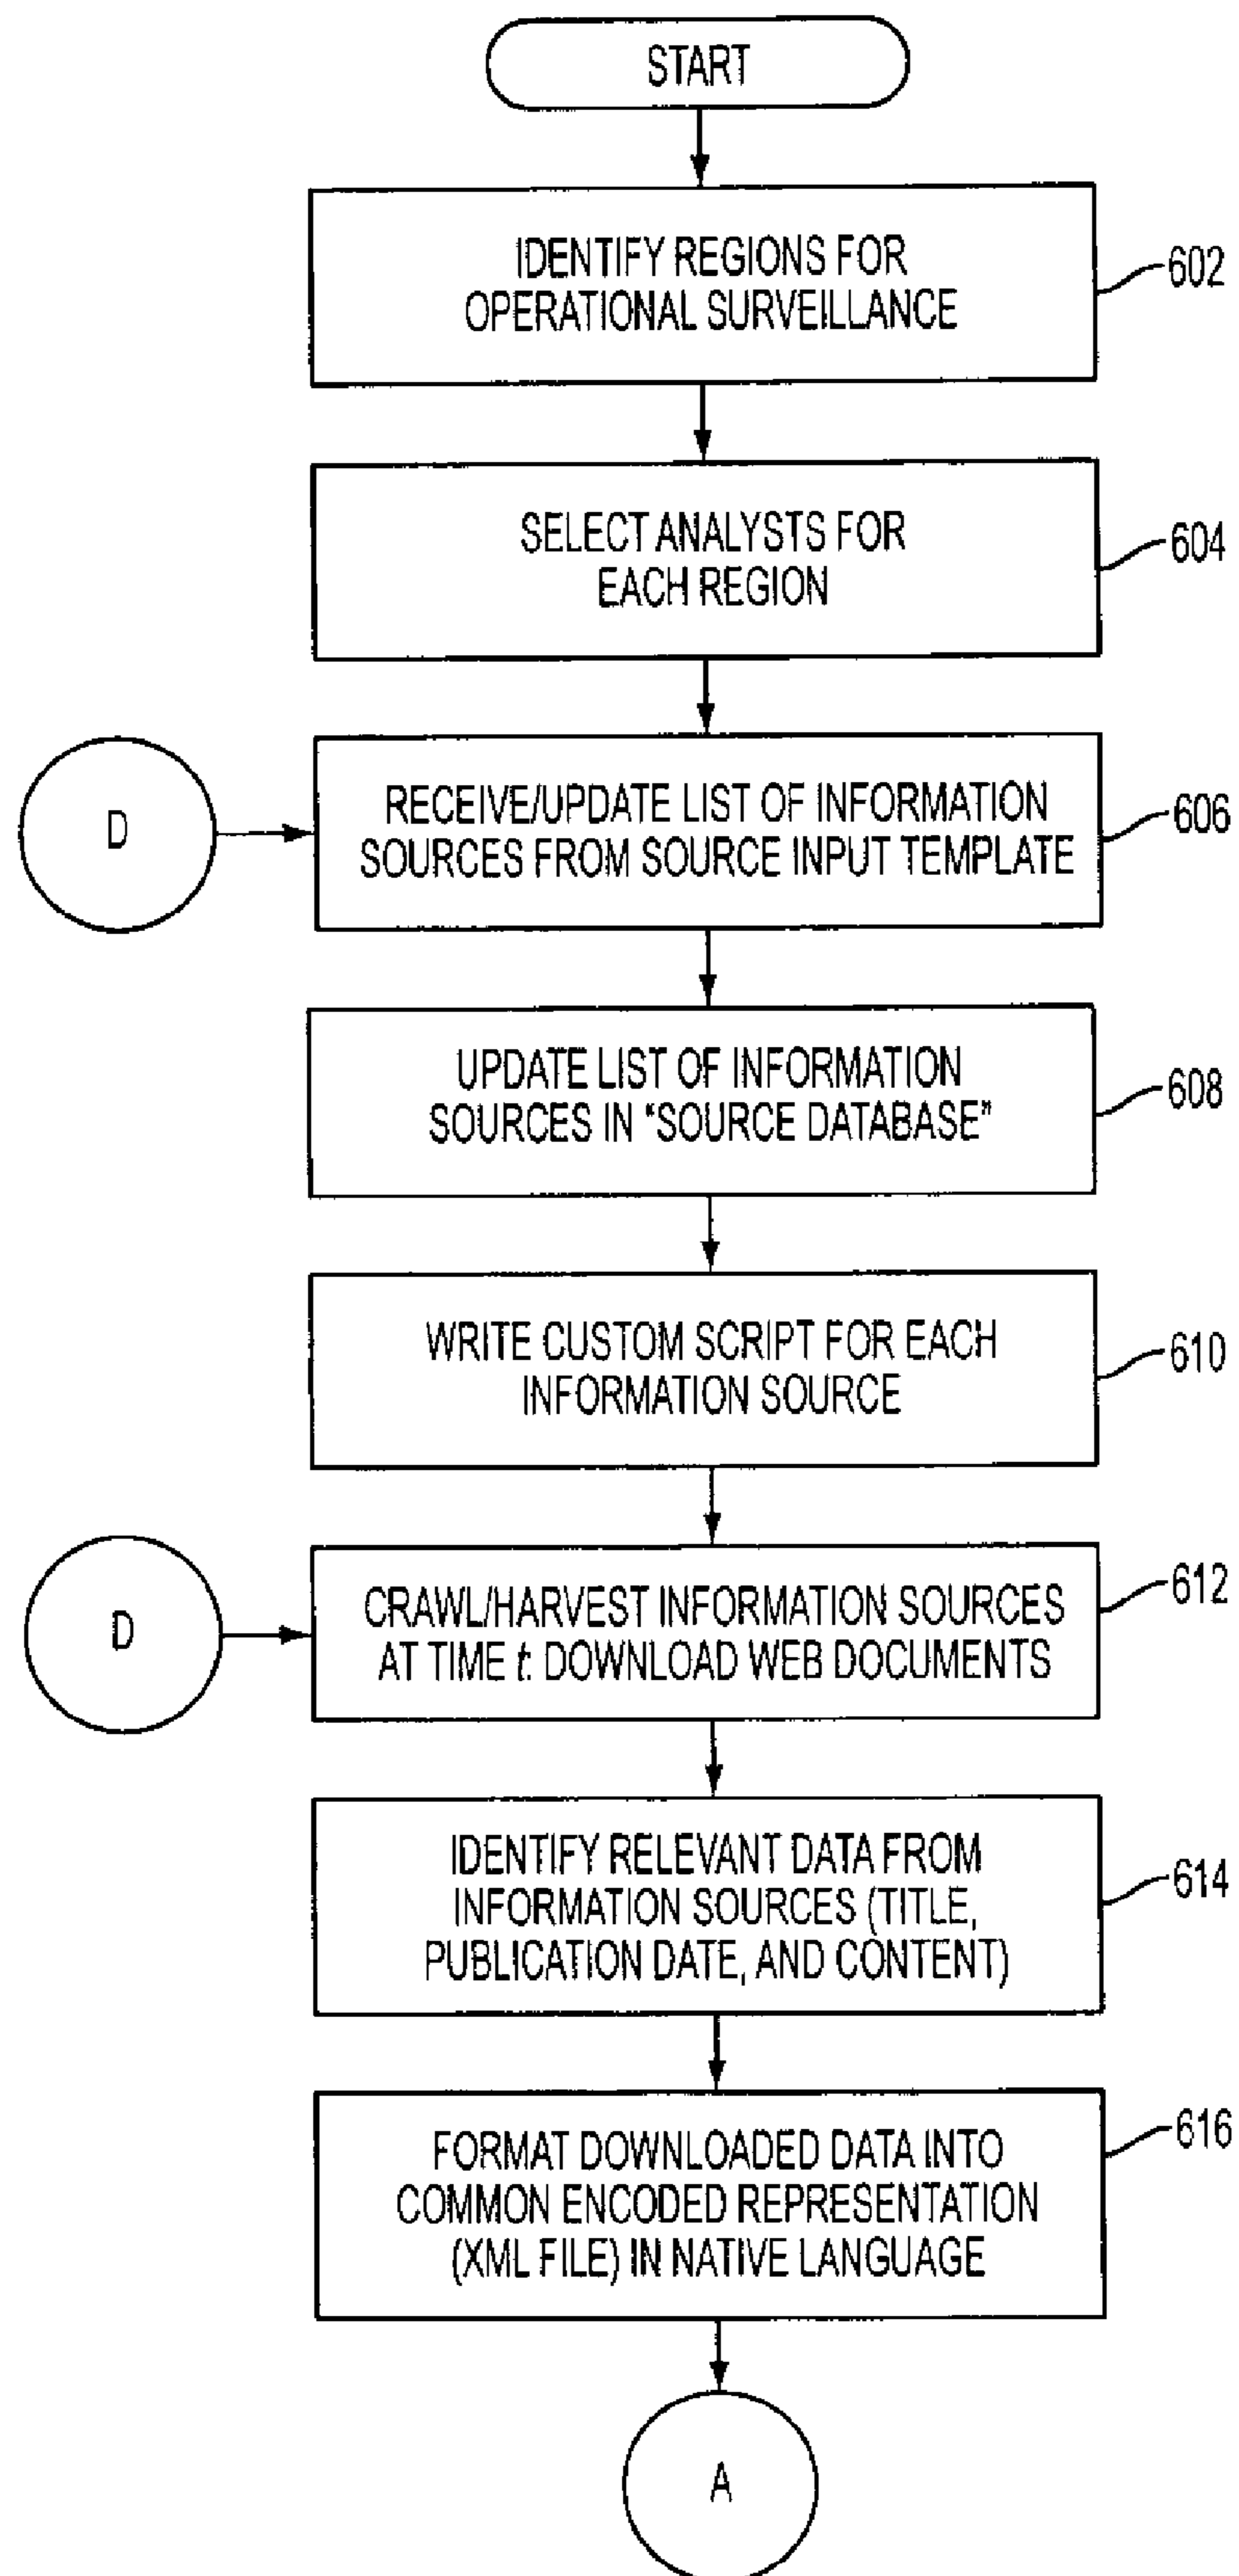 START
IDENTIFY REGIONS FOR
OPERATIONAL SURVEILLANCE
602
SELECT ANALYSTS FOR
EACH REGION
604
D
RECEIVE/UPDATE LIST OF INFORMATION
SOURCES FROM SOURCE INPUT TEMPLATE
606
UPDATE LIST OF INFORMATION
SOURCES IN “SOURCE DATABASE”
608
WRITE CUSTOM SCRIPT FOR EACH
INFORMATION SOURCE
610
D
CRAWL/HARVEST INFORMATION SOURCES
AT TIME t: DOWNLOAD WEB DOCUMENTS
612
IDENTIFY RELEVANT DATA FROM
INFORMATION SOURCES (TITLE,
PUBLICATION DATE, AND CONTENT)
614
FORMAT DOWNLOADED DATA INTO
COMMON ENCODED REPRESENTATION
(XML FILE) IN NATIVE LANGUAGE
616
A